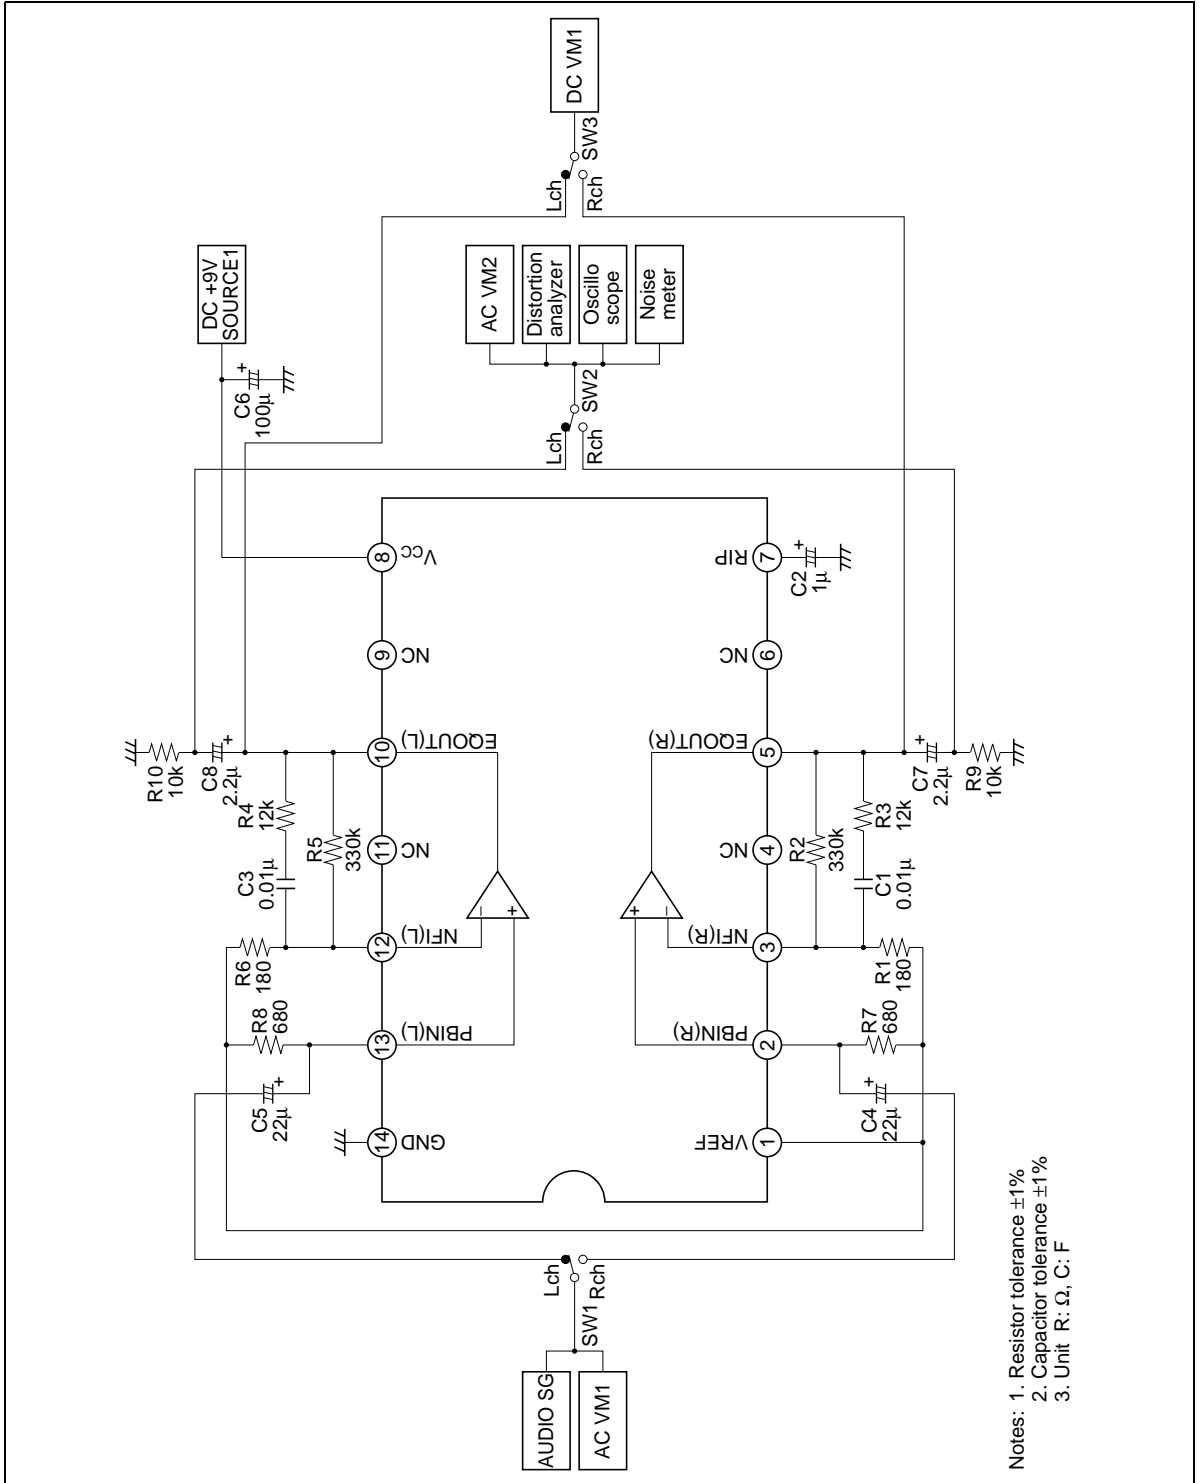 DC VM1
SW3
Lch
Rch
DC +9V
SOURCE1
C6
100µ
+
AC VM2
Distortion
analyzer
Oscillo
scope
Noise
meter
SW2
Lch
Rch
8
VCC
7
RIP
C2
1µ
+
9
NC
6
NC
R10
10k
C8
2.2µ
+
R4
12k
R5
330k
C3
0.01µ
10
EQOUT(L)
5
EQOUT(R)
C7
2.2µ
+
R9
10k
R3
12k
R2
330k
C1
0.01µ
11
NC
4
NC
−
+
+
−
R6
180
12
NFI(L)
3
NFI(R)
R1
180
R8
680
13
PBIN(L)
2
PBIN(R)
R7
680
C5
22µ
+
C4
22µ
+
14
GND
1
VREF
Lch
Rch
SW1
AUDIO SG
AC VM1
Notes: 1. Resistor tolerance ±1%
2. Capacitor tolerance ±1%
3. Unit R: Ω, C: F